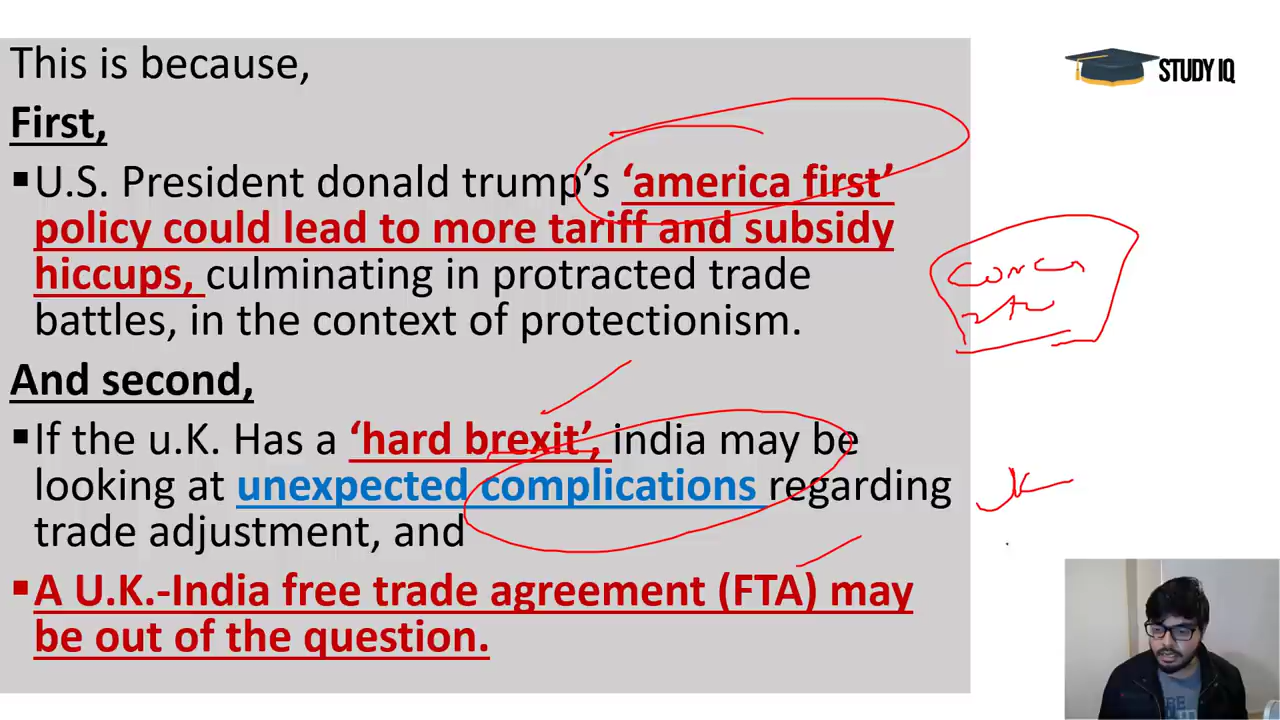 This is because,
STUDY IQ
First,
▪U.S. President donald trump’s ‘america first’
policy could lead to more tariff and subsidy
hiccups, culminating in protracted trade
battles, in the context of protectionism.
And second,
▪If the u.K. Has a ‘hard brexit’, india may be
looking at unexpected complications regarding
trade adjustment, and
▪A U.K.-India free trade agreement (FTA) may
be out of the question.